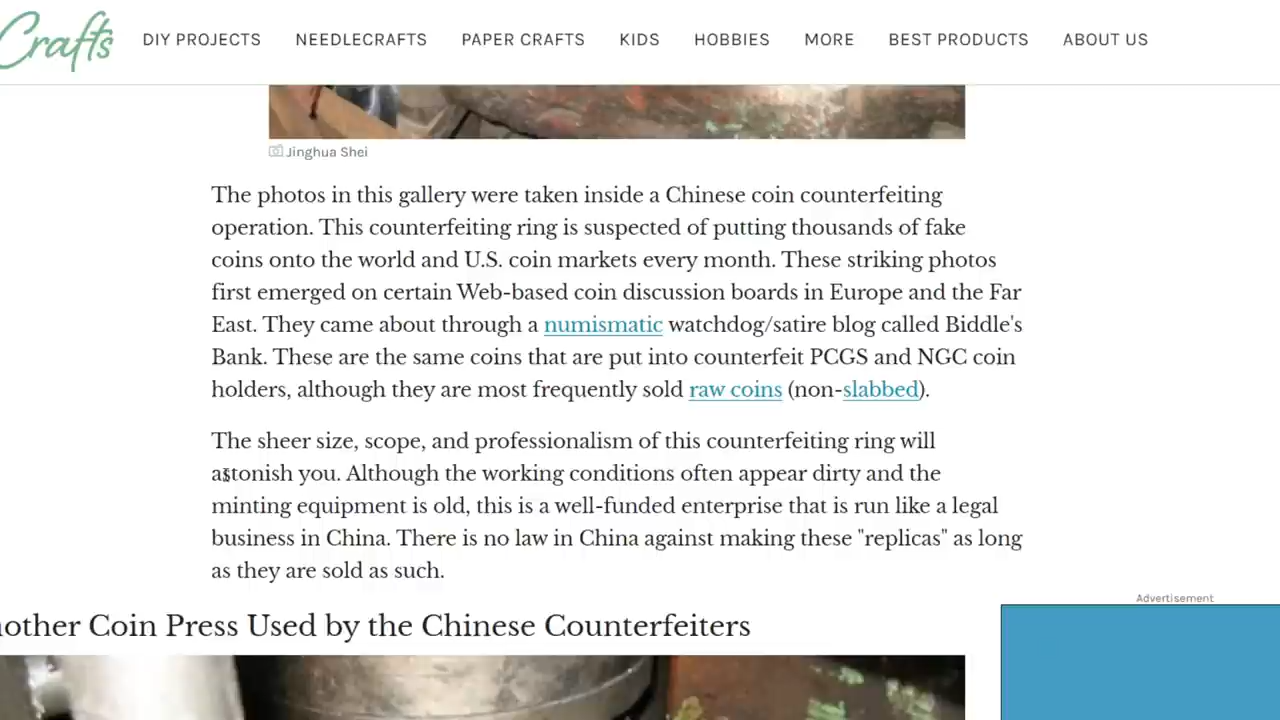 Crafts DIY PROJECTS NEEDLECRAFTS PAPER CRAFTS KIDS HOBBIES MORE BEST PRODUCTS ABOUT US
Jinghua Shei
The photos in this gallery were taken inside a Chinese coin counterfeiting
operation. This counterfeiting ring is suspected of putting thousands of fake
coins onto the world and U.S. coin markets every month. These striking photos
first emerged on certain Web-based coin discussion boards in Europe and the Far
East. They came about through a numismatic watchdog/satire blog called Biddle's
Bank. These are the same coins that are put into counterfeit PCGS and NGC coin
holders, although they are most frequently sold raw coins (non-slabbed).
The sheer size, scope, and professionalism of this counterfeiting ring will
astonish you. Although the working conditions often appear dirty and the
minting equipment is old, this is a well-funded enterprise that is run like a legal
business in China. There is no law in China against making these "replicas" as long
as they are sold as such.
Advertisement
nother Coin Press Used by the Chinese Counterfeiters